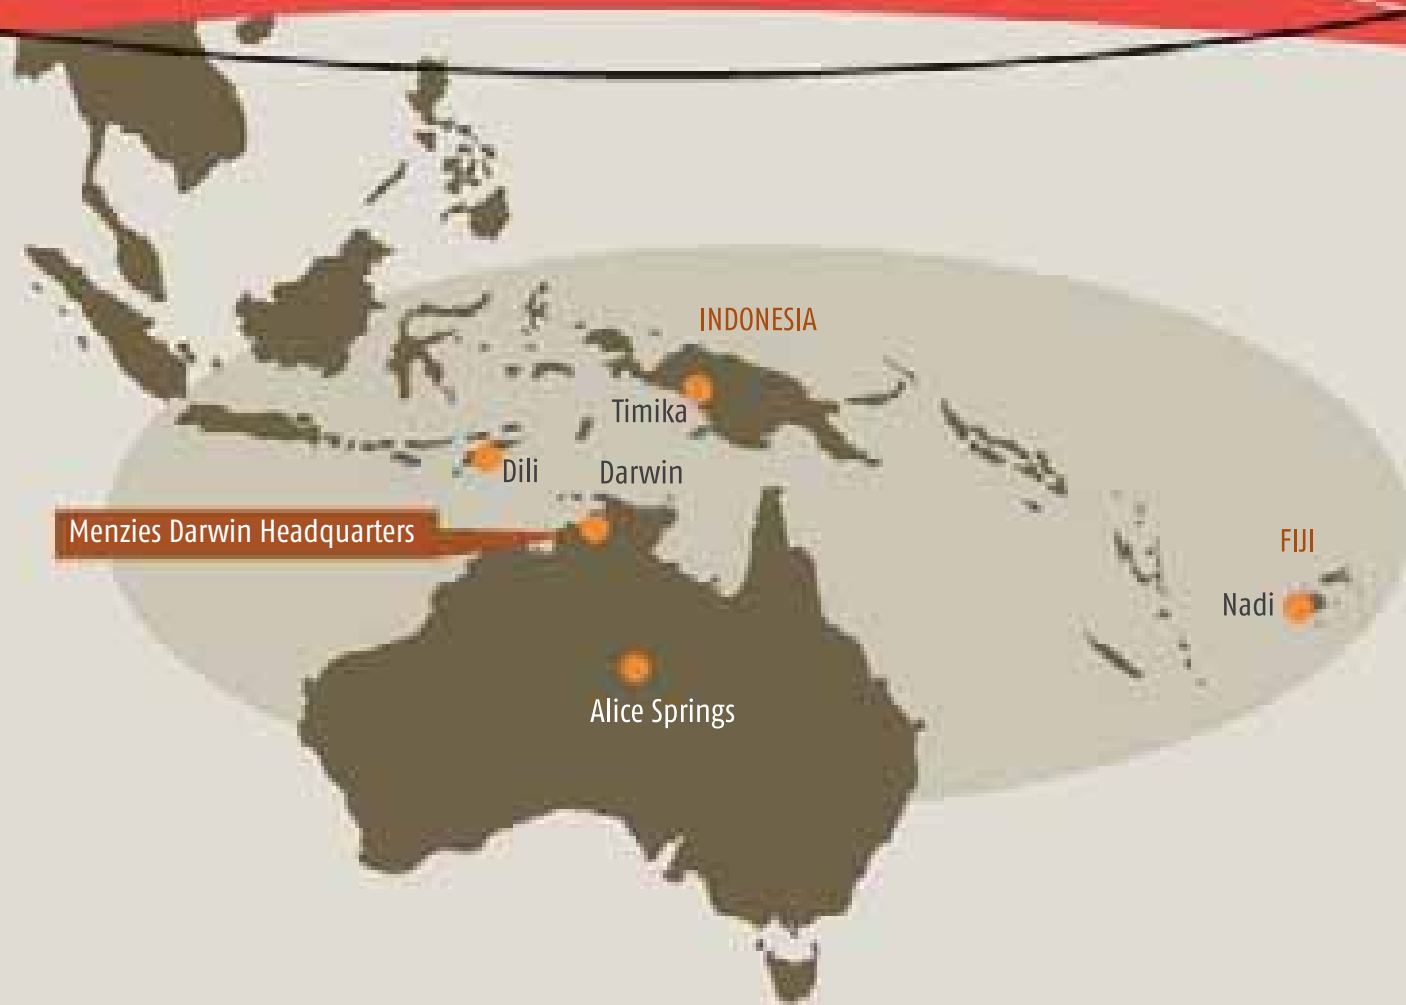 INDONESIA
Timika
Dili
Darwin
Menzies Darwin Headquarters
FIJI
Nadi
Alice Springs